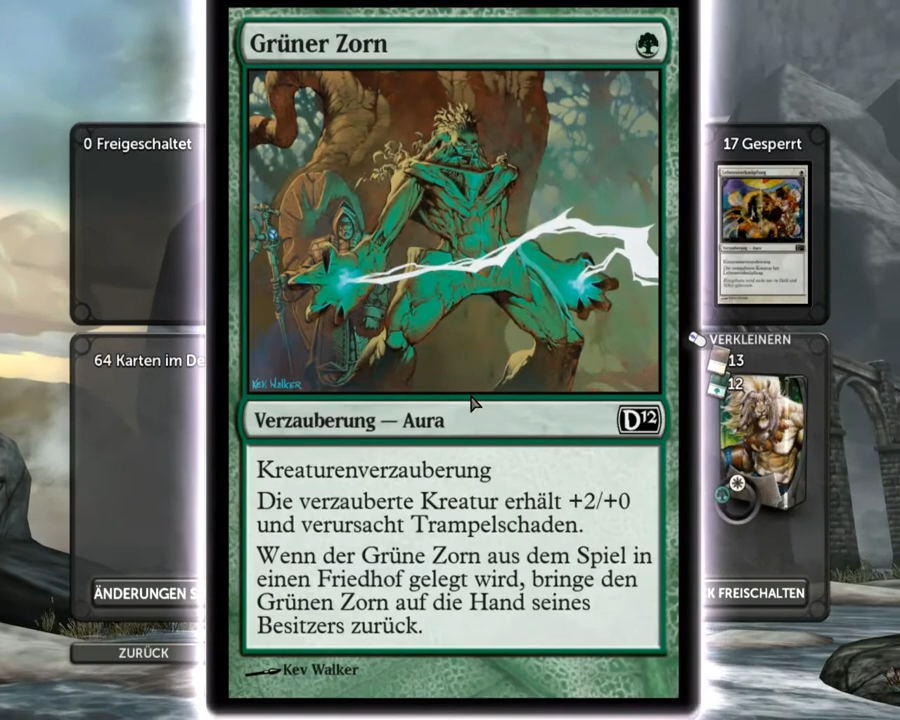 Grüner Zorn
0 Freigeschaltet
17 Gesperrt
Kev Walker
64 Karten im De
VERKLEINERN
13
12
Verzauberung — Aura
D12
Kreaturenverzauberung
Die verzauberte Kreatur erhält +2/+0
und verursacht Trampelschaden.
Wenn der Grüne Zorn aus dem Spiel in
einen Friedhof gelegt wird, bringe den
Grünen Zorn auf die Hand seines
Besitzers zurück.
ÄNDERUNGEN S
K FREISCHALTEN
ZURÜCK
Kev Walker